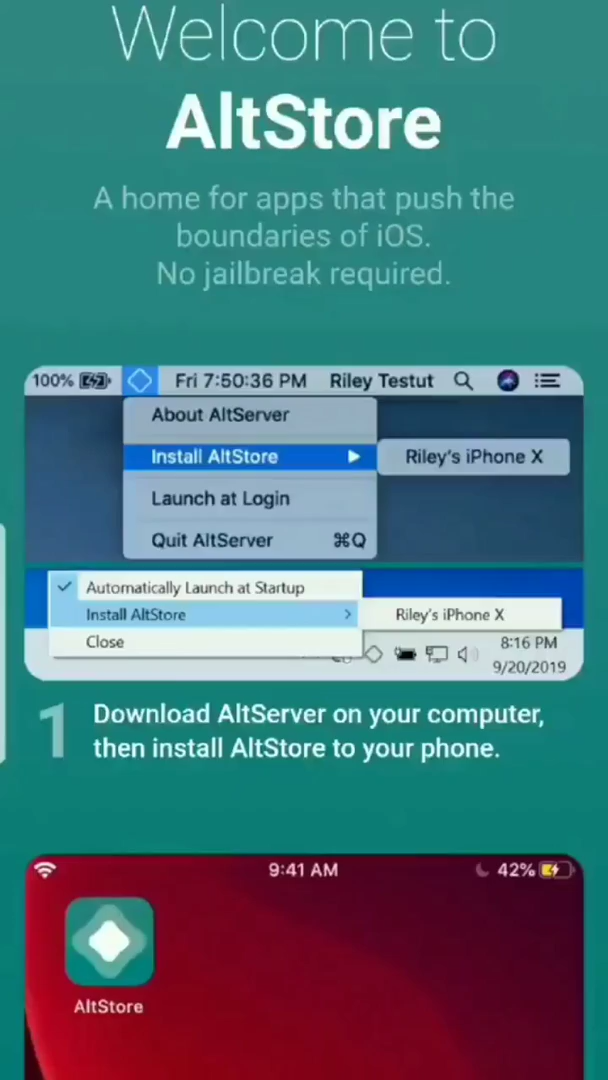 Welcome to
AltStore
A home for apps that push the
boundaries of iOS.
No jailbreak required.
100% Fri 7:50:36 PM Riley Testut
About AltServer
Install AltStore Riley's iPhone X
Launch at Login
Quit AltServer ⌘Q
Automatically Launch at Startup
Install AltStore Riley's iPhone X
Close
8:16 PM
9/20/2019
1 Download AltServer on your computer,
then install AltStore to your phone.
9:41 AM 42%
AltStore